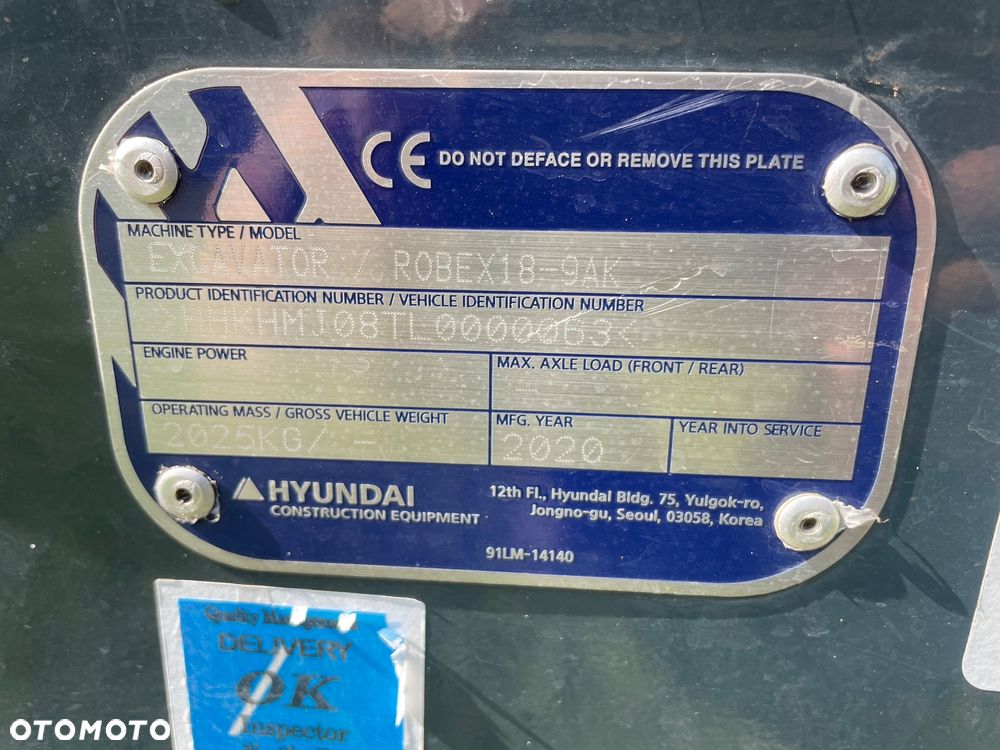 CE DO NOT DEFACE OR REMOVE THIS PLATE
MACHINE TYPE / MODEL
EXCAVATOR / ROBEX18-9AK
PRODUCT IDENTIFICATION NUMBER / VEHICLE IDENTIFICATION NUMBER
ENGINE POWER
MAX. AXLE LOAD (FRONT / REAR)
-
OPERATING MASS / GROSS VEHICLE WEIGHT
2025KG/ -
MFG. YEAR
2020
YEAR INTO SERVICE
HYUNDAI
CONSTRUCTION EQUIPMENT
12th Fl., Hyundai Bldg. 75, Yulgok-ro,
Jongno-gu, Seoul, 03058, Korea
91LM-14140
Quality Management
DELIVERY
OK
Inspector
OTOMOTO